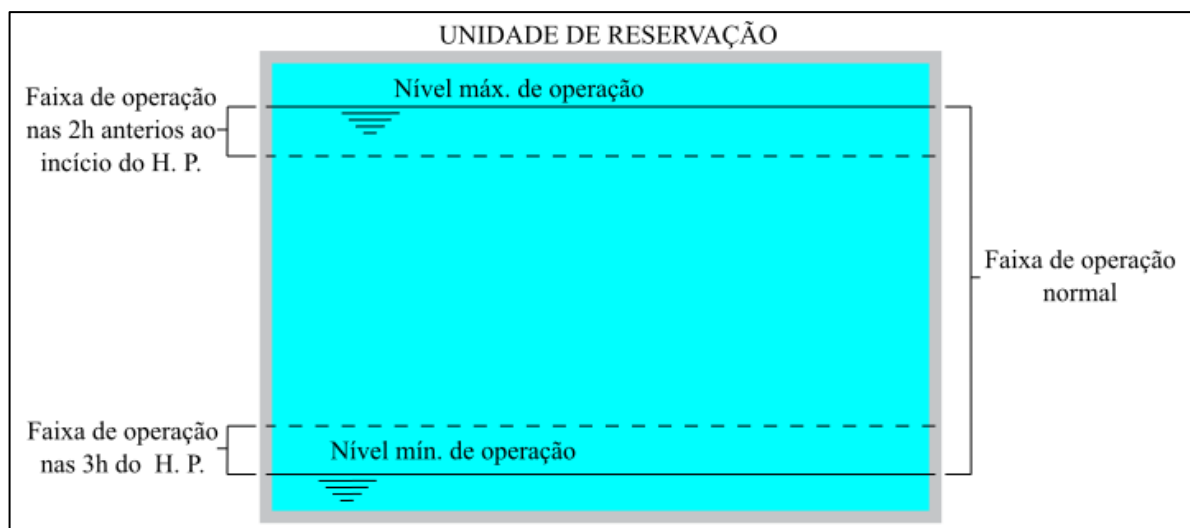 UNIDADE DE RESERVAÇÃO
Nível máx. de operação
Faixa de operação
nas 2h anterios ao
incício do H. P.
Faixa de operação
normal
Faixa de operação
nas 3h do H. P.
Nível mín. de operação